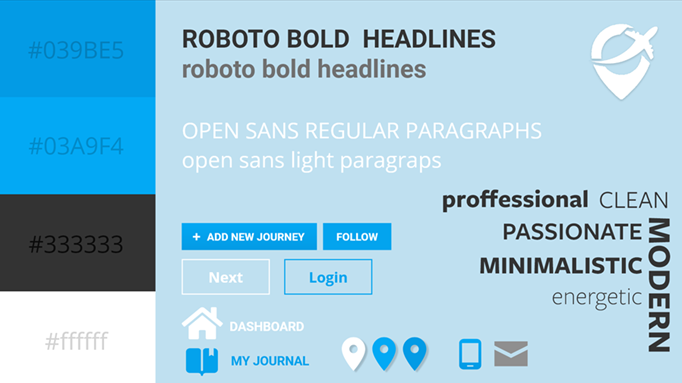 #039BE5
#03A9F4
#333333
#ffffff
ROBOTO BOLD HEADLINES
roboto bold headlines
OPEN SANS REGULAR PARAGRAPHS
open sans light paragraps
+ ADD NEW JOURNEY
FOLLOW
Next
Login
DASHBOARD
MY JOURNAL
proffessional CLEAN
PASSIONATE
MINIMALISTIC
energetic
MODERN